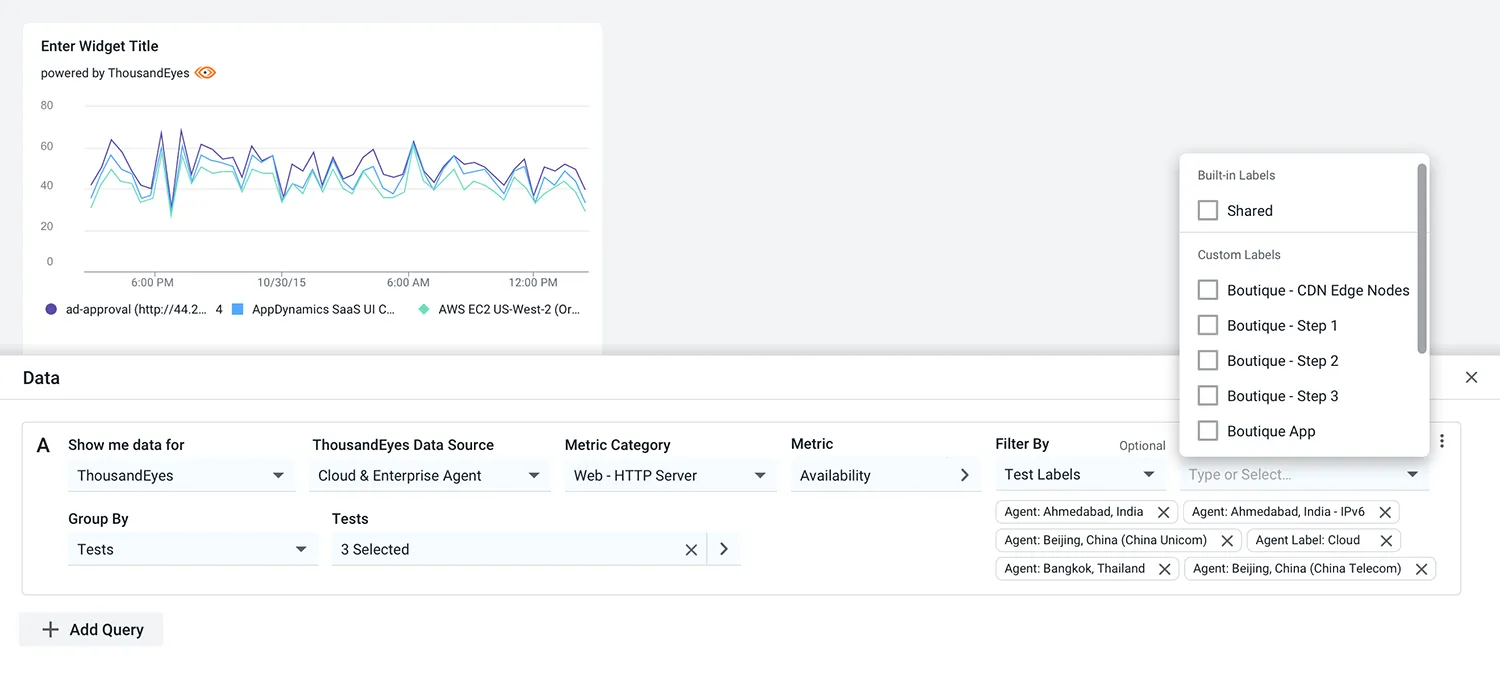 Enter Widget Title
powered by ThousandEyes
80
60
40
20
0
6:00 PM 10/30/15 6:00 AM 12:00 PM
ad-approval (http://44.2... 4 AppDynamics SaaS UI C... AWS EC2 US-West-2 (Or...
Built-in Labels
Shared
Custom Labels
Boutique - CDN Edge Nodes
Boutique - Step 1
Boutique - Step 2
Boutique - Step 3
Boutique App
Data
A Show me data for ThousandEyes Data Source Metric Category Metric Filter By Optional
ThousandEyes Cloud & Enterprise Agent Web - HTTP Server Availability Test Labels Type or Select...
Agent: Ahmedabad, India Agent: Ahmedabad, India - IPv6
Group By Tests
Agent: Beijing, China (China Unicom) Agent Label: Cloud
Tests 3 Selected
Agent: Bangkok, Thailand Agent: Beijing, China (China Telecom)
Add Query